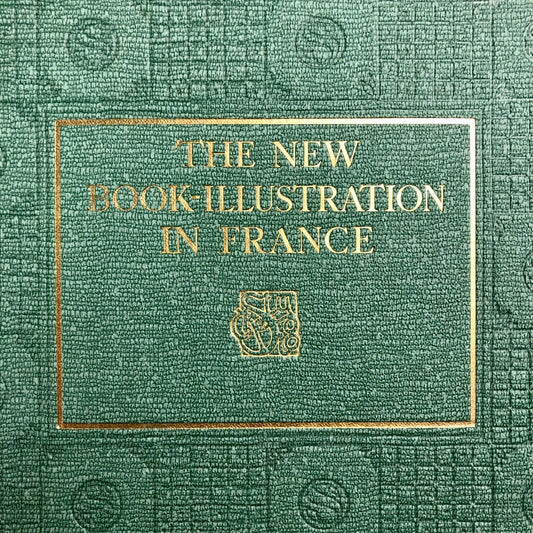 THE NEW
BOOK-ILLUSTRATION
IN FRANCE